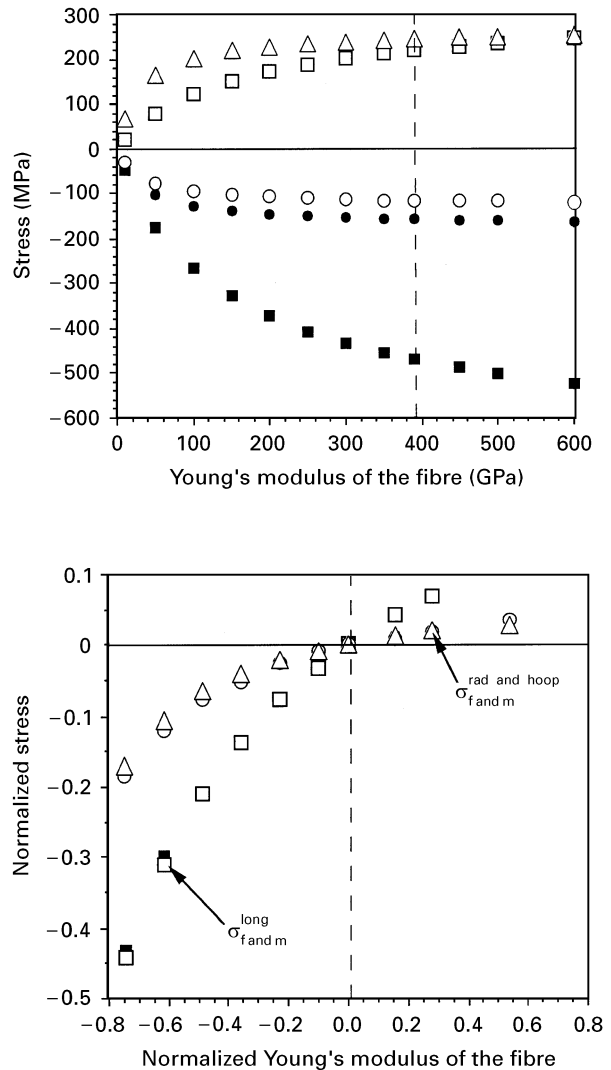 300
200
100
0
−100
−200
−300
−400
−500
−600
Stress (MPa)
0 100 200 300 400 500 600
Young's modulus of the fibre (GPa)
0.1
0
−0.1
−0.2
−0.3
−0.4
−0.5
Normalized stress
σ rad and hoop f and m
σ long f and m
−0.8 −0.6 −0.4 −0.2 0.0 0.2 0.4 0.6 0.8
Normalized Young's modulus of the fibre